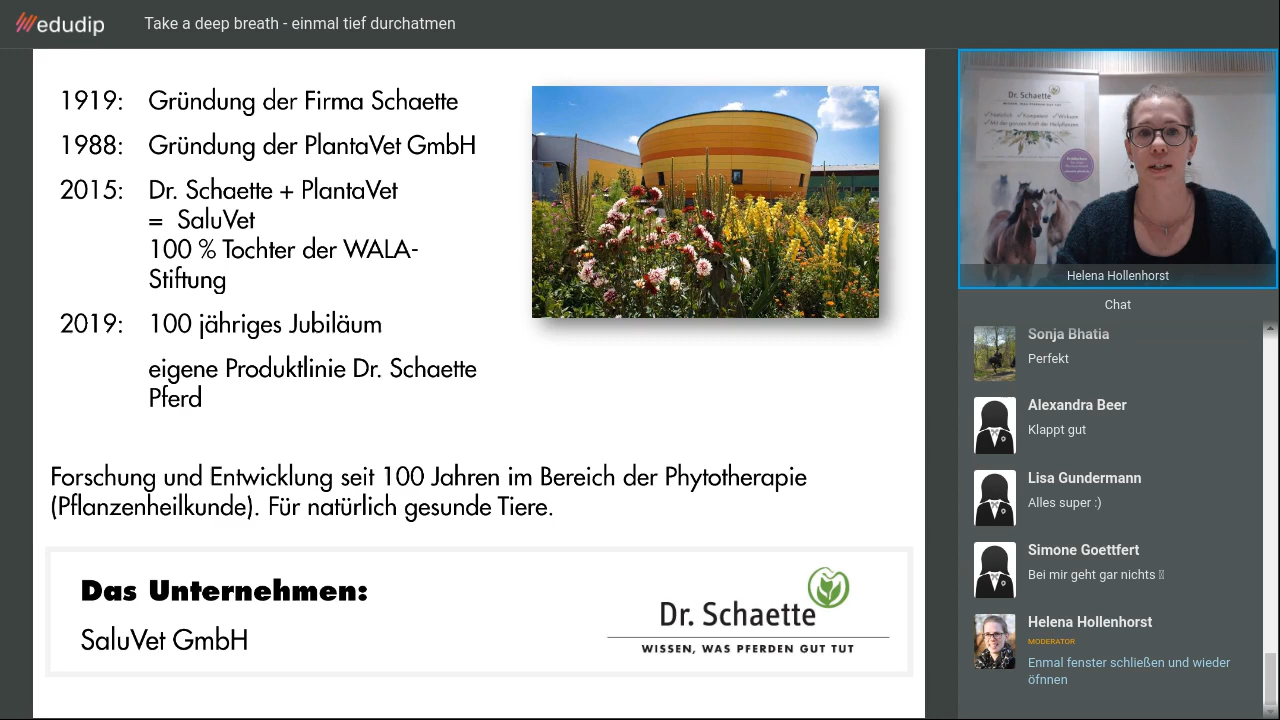 edudip
Take a deep breath - einmal tief durchatmen
1919: Gründung der Firma Schaette
1988: Gründung der PlantaVet GmbH
2015: Dr. Schaette + PlantaVet
= SaluVet
100 % Tochter der WALA-
Stiftung
2019: 100 jähriges Jubiläum
eigene Produktlinie Dr. Schaette
Pferd
Forschung und Entwicklung seit 100 Jahren im Bereich der Phytotherapie
(Pflanzenheilkunde). Für natürlich gesunde Tiere.
Das Unternehmen:
SaluVet GmbH
Dr. Schaette
WISSEN, WAS PFERDEN GUT TUT
Dr. Schaette
Helena Hollenhorst
Chat
Sonja Bhatia
Perfekt
Alexandra Beer
Klappt gut
Lisa Gundermann
Alles super :)
Simone Goettfert
Bei mir geht gar nichts
Helena Hollenhorst
MODERATOR
Enmal fenster schließen und wieder
öfnnen